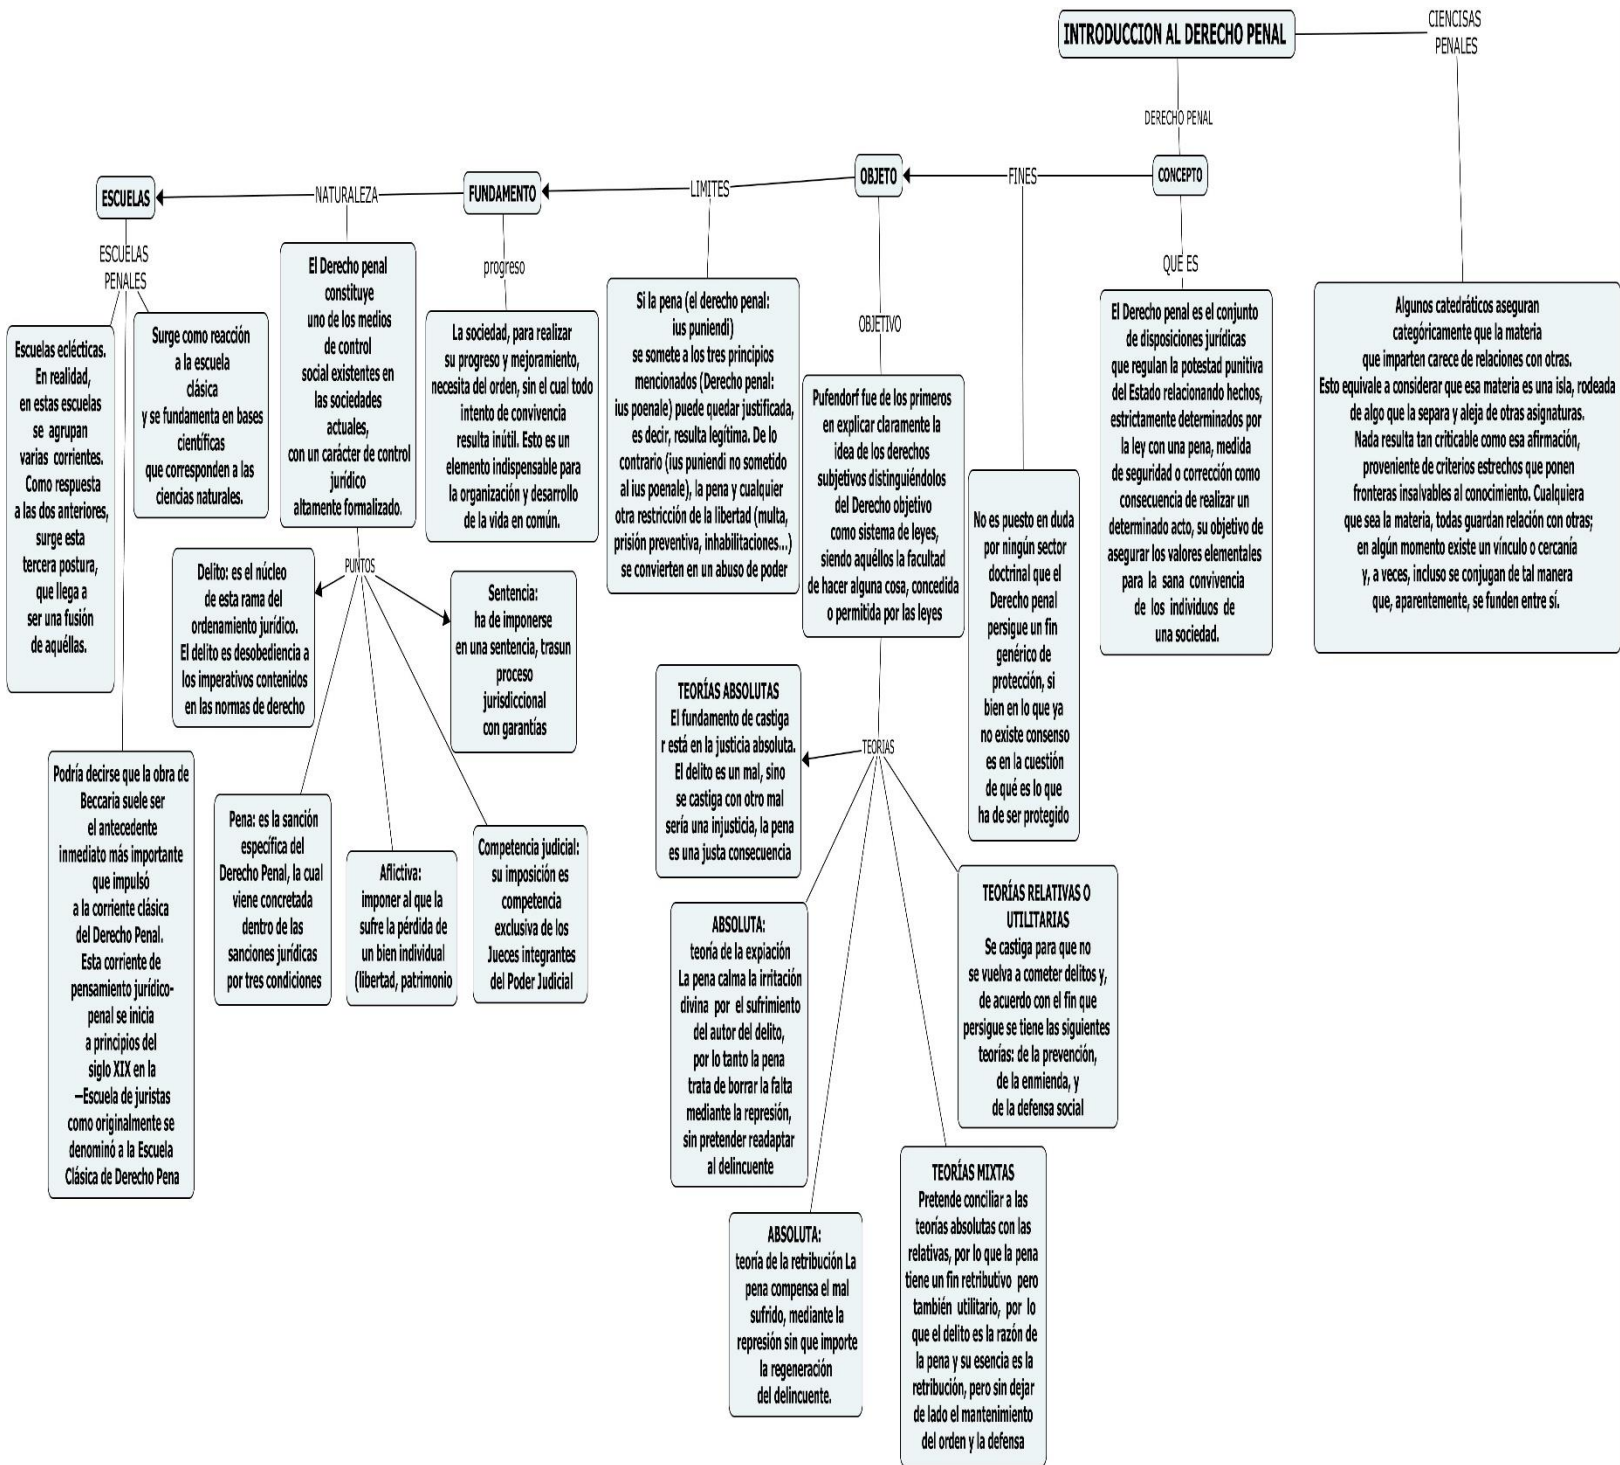 INTRODUCCION AL DERECHO PENAL
CIENCISAS
PENALES
DERECHO PENAL
ESCUELAS
NATURALEZA
FUNDAMENTO
LIMITES
OBJETO
FINES
CONCEPTO
ESCUELAS
PENALES
progreso
OBJETIVO
QUE ES
Escuelas eclécticas.
En realidad,
en estas escuelas
se agrupan
varias corrientes.
Como respuesta
a las dos anteriores,
surge esta
tercera postura,
que llega a
ser una fusión
de aquéllas.
Surge como reacción
a la escuela
clásica
y se fundamenta en bases
científicas
que corresponden a las
ciencias naturales.
El Derecho penal
constituye
uno de los medios
de control
social existentes en
las sociedades
actuales,
con un carácter de control
jurídico
altamente formalizado.
La sociedad, para realizar
su progreso y mejoramiento,
necesita del orden, sin el cual todo
intento de convivencia
resulta inútil. Esto es un
elemento indispensable para
la organización y desarrollo
de la vida en común.
Si la pena (el derecho penal:
ius puniendi)
se somete a los tres principios
mencionados (Derecho penal:
ius poenale) puede quedar justificada,
es decir, resulta legítima. De lo
contrario (ius puniendi no sometido
al ius poenale), la pena y cualquier
otra restricción de la libertad (multa,
prisión preventiva, inhabilitaciones...)
se convierten en un abuso de poder
Pufendorf fue de los primeros
en explicar claramente la
idea de los derechos
subjetivos distinguiéndolos
del Derecho objetivo
como sistema de leyes,
siendo aquéllos la facultad
de hacer alguna cosa, concedida
o permitida por las leyes
No es puesto en duda
por ningún sector
doctrinal que el
Derecho penal
persigue un fin
genérico de
protección, si
bien en lo que ya
no existe consenso
es en la cuestión
de qué es lo que
ha de ser protegido
El Derecho penal es el conjunto
de disposiciones jurídicas
que regulan la potestad punitiva
del Estado relacionando hechos,
estrictamente determinados por
la ley con una pena, medida
de seguridad o corrección como
consecuencia de realizar un
determinado acto, su objetivo de
asegurar los valores elementales
para la sana convivencia
de los individuos de
una sociedad.
Algunos catedráticos aseguran
categóricamente que la materia
que imparten carece de relaciones con otras.
Esto equivale a considerar que esa materia es una isla, rodeada
de algo que la separa y aleja de otras asignaturas.
Nada resulta tan criticable como esa afirmación,
proveniente de criterios estrechos que ponen
fronteras insalvables al conocimiento. Cualquiera
que sea la materia, todas guardan relación con otras;
en algún momento existe un vínculo o cercanía
y, a veces, incluso se conjugan de tal manera
que, aparentemente, se funden entre sí.
PUNTOS
Delito: es el núcleo
de esta rama del
ordenamiento jurídico.
El delito es desobediencia a
los imperativos contenidos
en las normas de derecho
Sentencia:
ha de imponerse
en una sentencia, trasun
proceso
jurisdiccional
con garantías
Podría decirse que la obra de
Beccaria suele ser
el antecedente
inmediato más importante
que impulsó
a la corriente clásica
del Derecho Penal.
Esta corriente de
pensamiento jurídico-
penal se inicia
a principios del
siglo XIX en la
―Escuela de juristas
como originalmente se
denominó a la Escuela
Clásica de Derecho Pena
Pena: es la sanción
específica del
Derecho Penal, la cual
viene concretada
dentro de las
sanciones jurídicas
por tres condiciones
Aflictiva:
imponer al que la
sufre la pérdida de
un bien individual
(libertad, patrimonio
Competencia judicial:
su imposición es
competencia
exclusiva de los
Jueces integrantes
del Poder Judicial
TEORIAS
TEORÍAS ABSOLUTAS
El fundamento de castiga
r está en la justicia absoluta.
El delito es un mal, sino
se castiga con otro mal
sería una injusticia, la pena
es una justa consecuencia
ABSOLUTA:
teoría de la expiación
La pena calma la irritación
divina por el sufrimiento
del autor del delito,
por lo tanto la pena
trata de borrar la falta
mediante la represión,
sin pretender readaptar
al delincuente
ABSOLUTA:
teoría de la retribución La
pena compensa el mal
sufrido, mediante la
represión sin que importe
la regeneración
del delincuente.
TEORÍAS RELATIVAS O
UTILITARIAS
Se castiga para que no
se vuelva a cometer delitos y,
de acuerdo con el fin que
persigue se tiene las siguientes
teorías: de la prevención,
de la enmienda, y
de la defensa social
TEORÍAS MIXTAS
Pretende conciliar a las
teorías absolutas con las
relativas, por lo que la pena
tiene un fin retributivo pero
también utilitario, por lo
que el delito es la razón de
la pena y su esencia es la
retribución, pero sin dejar
de lado el mantenimiento
del orden y la defensa